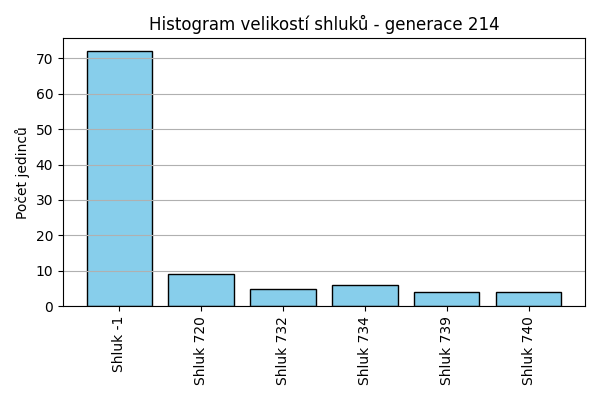 Histogram velikostí shluků - generace 214
Počet jedinců
70
60
50
40
30
20
10
0
Shluk -1
Shluk 720
Shluk 732
Shluk 734
Shluk 739
Shluk 740